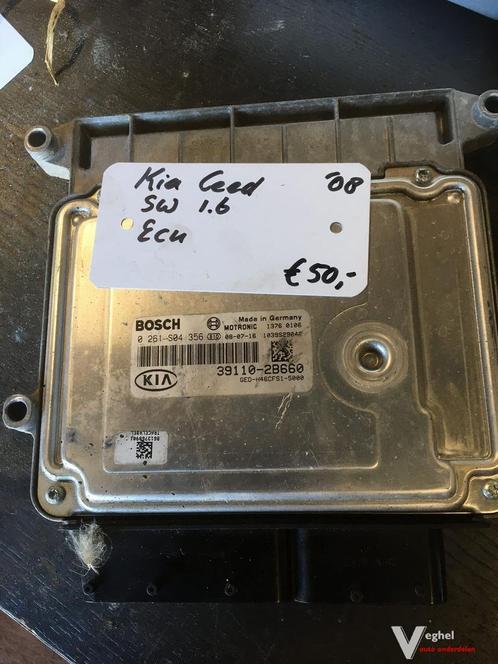 Kia Ceed '08
SW 1.6
Ecu
€50,-
BOSCH Made in Germany
MOTRONIC 1376 0106
0 261-S04 356 08-07-16 1039S290AE
39110-2B660
KIA GED-H46CFS1-5000
Veghel
auto onderdelen